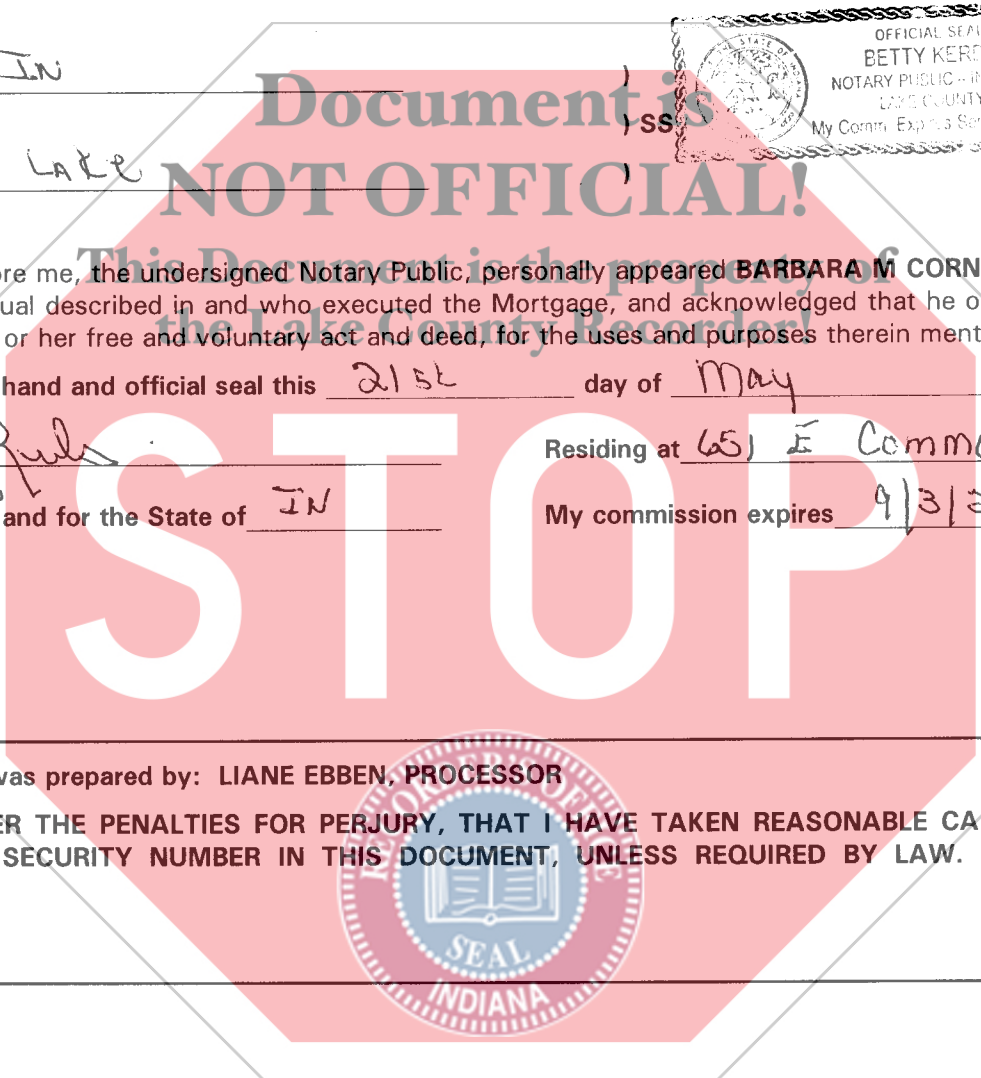 IN
OFFICIAL SEAL
BETTY KER
NOTARY PUBLIC - IN
LAKE COUNTY
My Comm. Expires Se
)
) SS
)
LAKE
Document is
NOT OFFICIAL!
This Document is the property of
the Lake County Recorder!
ore me, the undersigned Notary Public, personally appeared BARBARA M CORN
ual described in and who executed the Mortgage, and acknowledged that he o
or her free and voluntary act and deed, for the uses and purposes therein ment
hand and official seal this 21st day of May
Residing at 651 E Comm
and for the State of IN
My commission expires 9/3/
STOP
was prepared by: LIANE EBBEN, PROCESSOR
ER THE PENALTIES FOR PERJURY, THAT I HAVE TAKEN REASONABLE CA
SECURITY NUMBER IN THIS DOCUMENT, UNLESS REQUIRED BY LAW.
RECORDER'S OFFICE
SEAL
INDIANA